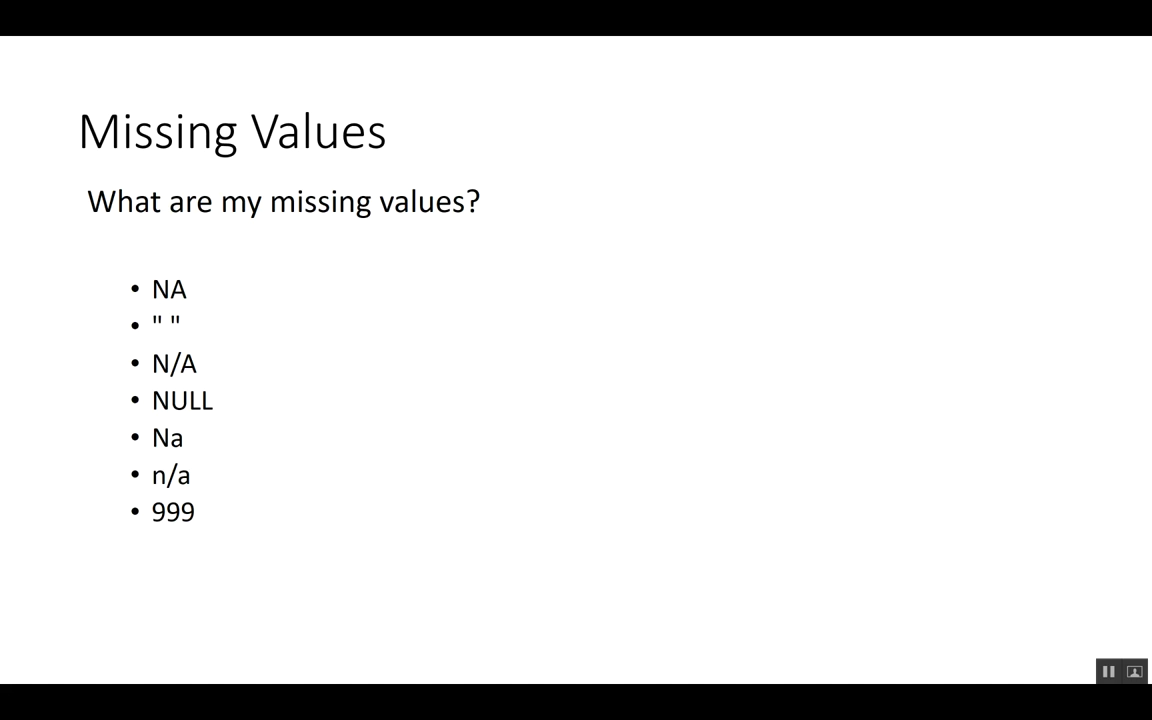 Missing Values
What are my missing values?
• NA
• " "
• N/A
• NULL
• Na
• n/a
• 999